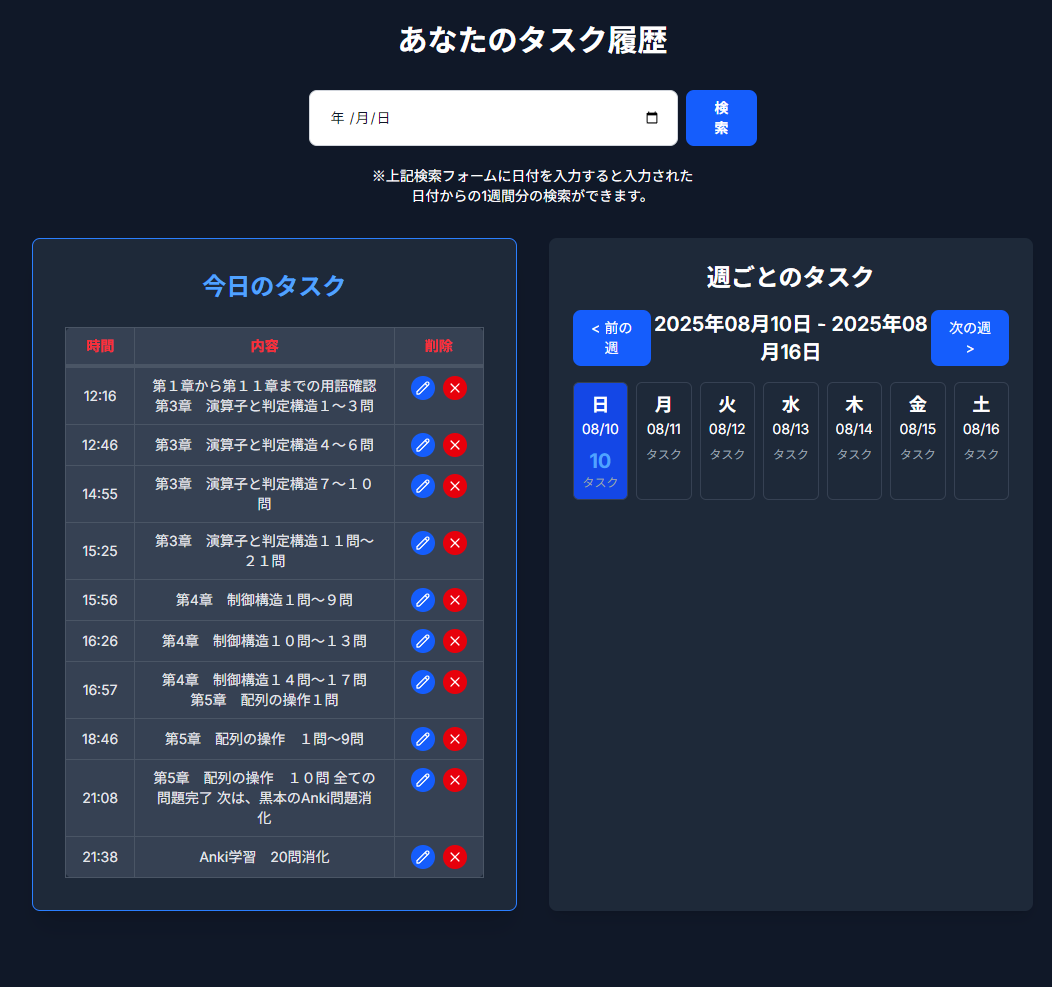 あなたのタスク履歴
年 /月/日
検
索
※上記検索フォームに日付を入力すると入力された
日付からの1週間分の検索ができます。
今日のタスク
時間 内容 削除
12:16
第１章から第１１章までの用語確認
第3章　演算子と判定構造１～３問
12:46 第3章　演算子と判定構造４～６問
14:55
第3章　演算子と判定構造７～１０
問
15:25
第3章　演算子と判定構造１１問～
２１問
15:56 第4章　制御構造１問～９問
16:26 第4章　制御構造１０問～１３問
16:57
第4章　制御構造１４問～１７問
第5章　配列の操作１問
18:46 第5章　配列の操作　１問～9問
21:08
第5章　配列の操作　１０問 全ての
問題完了 次は、黒本のAnki問題消
化
21:38 Anki学習　20問消化
週ごとのタスク
< 前の
週
2025年08月10日 - 2025年08
月16日
次の週
>
日 月 火 水 木 金 土
08/10 08/11 08/12 08/13 08/14 08/15 08/16
10
タスク タスク タスク タスク タスク タスク タスク